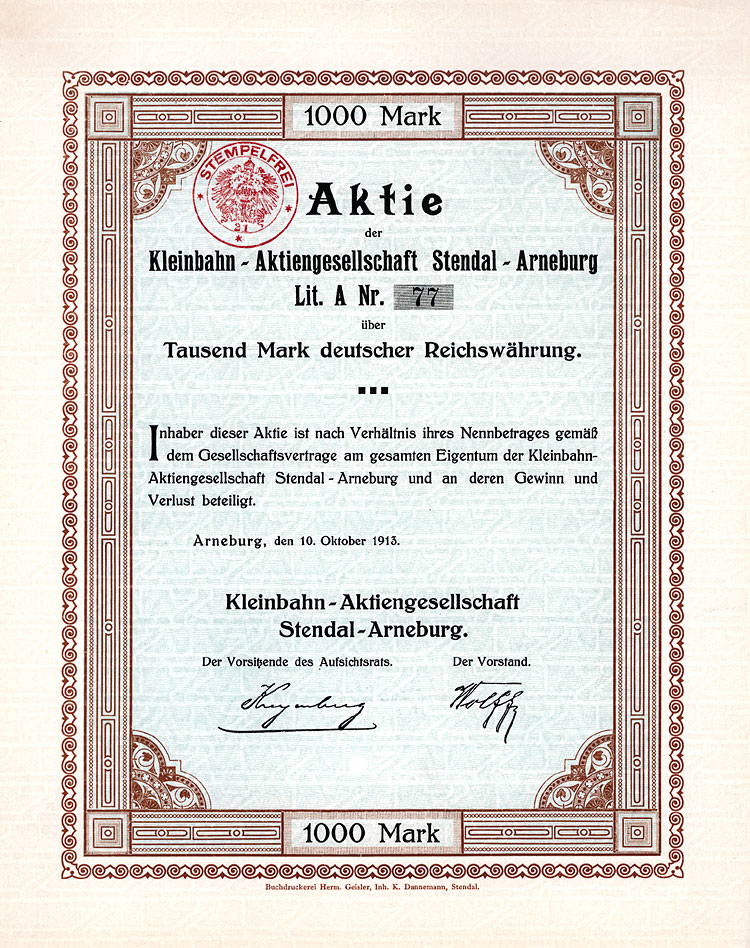 1000 Mark
STEMPELFREI
21
Aktie
der
Kleinbahn - Aktiengesellschaft Stendal - Arneburg
Lit. A Nr. 77
über
Tausend Mark deutscher Reichswährung.
Inhaber dieser Aktie ist nach Verhältnis ihres Nennbetrages gemäß
dem Gesellschaftsvertrage am gesamten Eigentum der Kleinbahn-
Aktiengesellschaft Stendal - Arneburg und an deren Gewinn und
Verlust beteiligt.
Arneburg, den 10. Oktober 1913.
Kleinbahn - Aktiengesellschaft
Stendal-Arneburg.
Der Vorsitzende des Aufsichtsrats. Der Vorstand.
Wolff
1000 Mark
Buchdruckerei Herm. Geisler, Inh. K. Dannemann, Stendal.